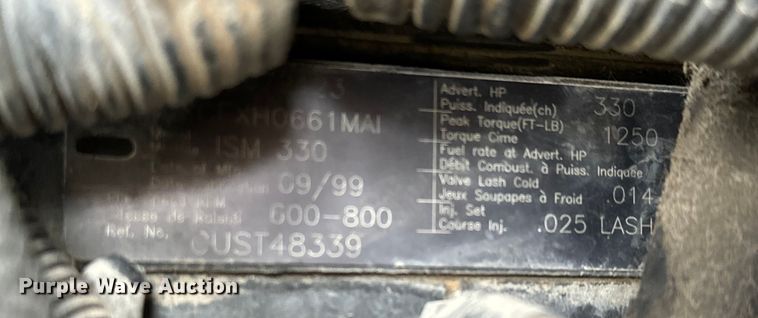 XH0661MAI
ISM 330
09/99
600-800
Ref. No. CUST48339
Advert. HP
Puiss. Indiquée(ch) 330
Peak Torque(FT-LB)
Torque Cime 1250
Fuel rate at Advert. HP
Débit Combust. à Puiss. Indiquée
Valve Lash Cold
Jeux Soupapes à Froid .014
Inj. Set
Course Inj. .025 LASH
Purple Wave Auction